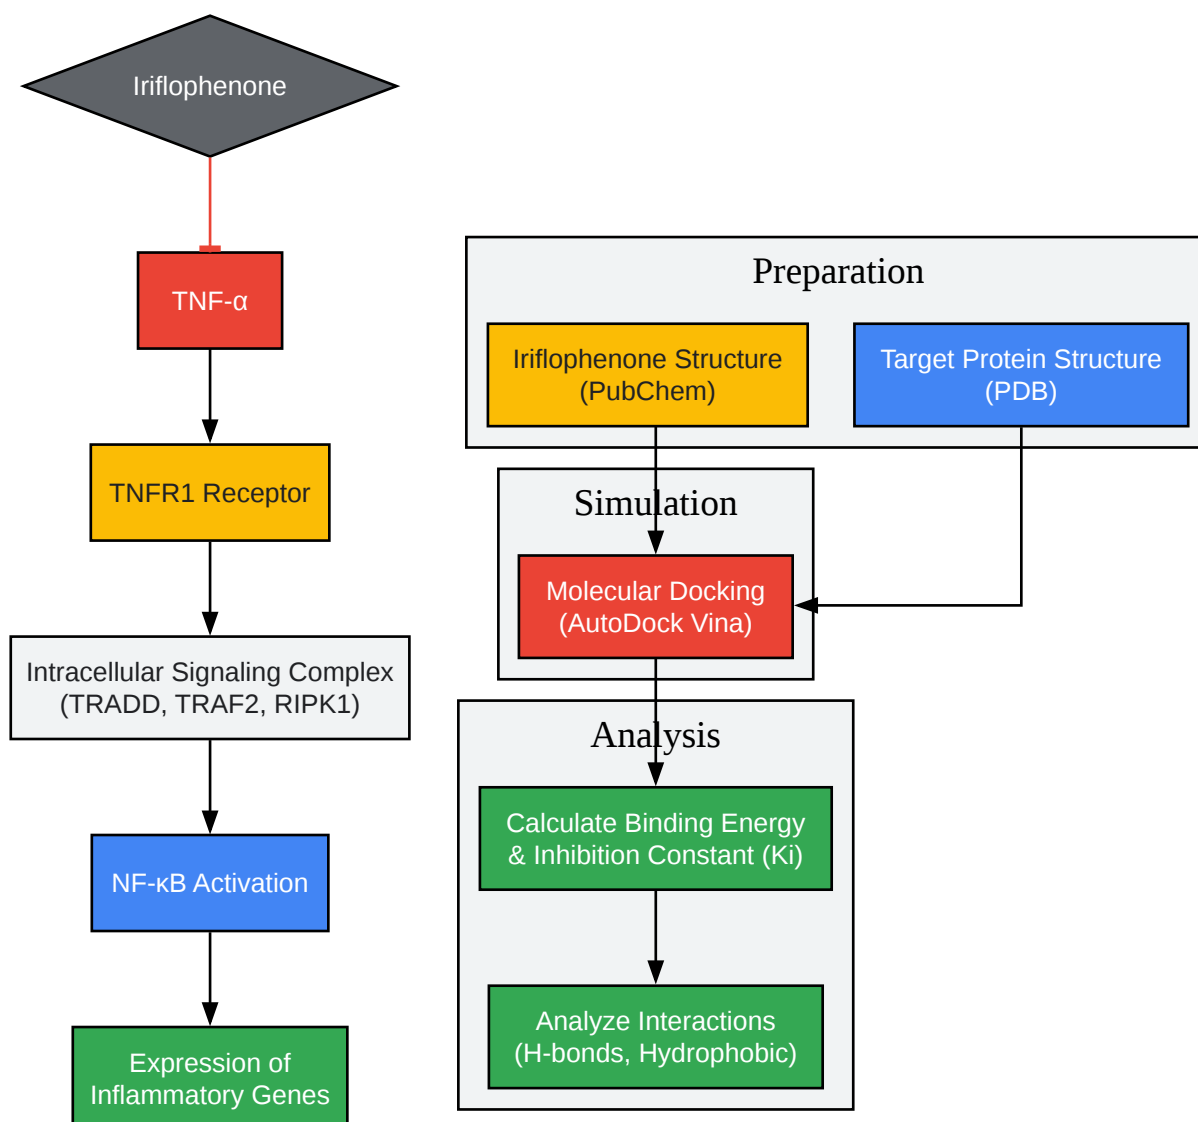 Iriflophenone
TNF-α
TNFR1 Receptor
Intracellular Signaling Complex
(TRADD, TRAF2, RIPK1)
NF-κB Activation
Expression of
Inflammatory Genes
Preparation
Iriflophenone Structure
(PubChem)
Target Protein Structure
(PDB)
Simulation
Molecular Docking
(AutoDock Vina)
Analysis
Calculate Binding Energy
& Inhibition Constant (Ki)
Analyze Interactions
(H-bonds, Hydrophobic)